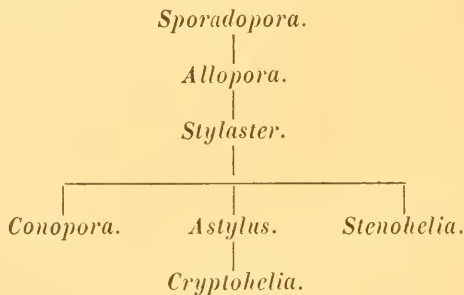 Sporadopora.
Allopora.
Stylaster.
Conopora. Astylus. Stenohelia.
Cryptohelia.